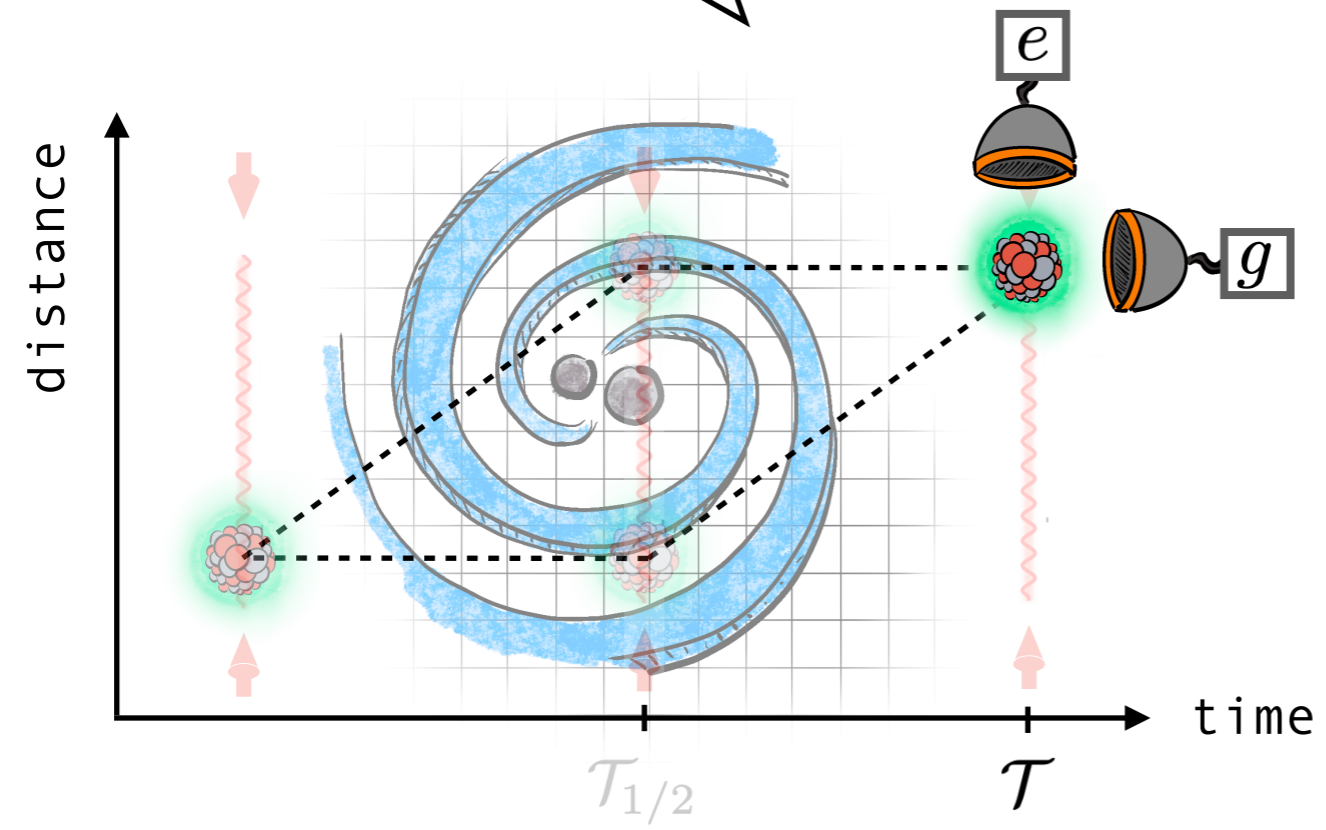 e
g
distance
time
𝒯₁/₂
𝒯